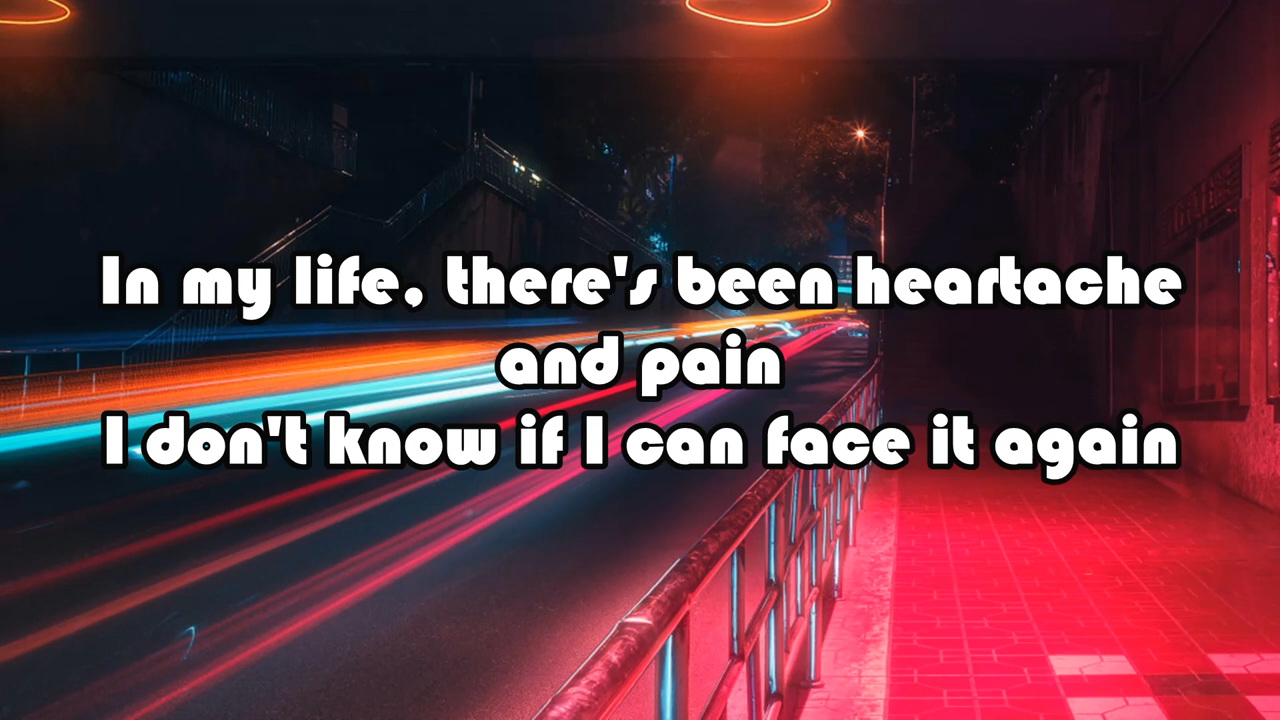 In my life, there's been heartache
and pain
I don't know if I can face it again